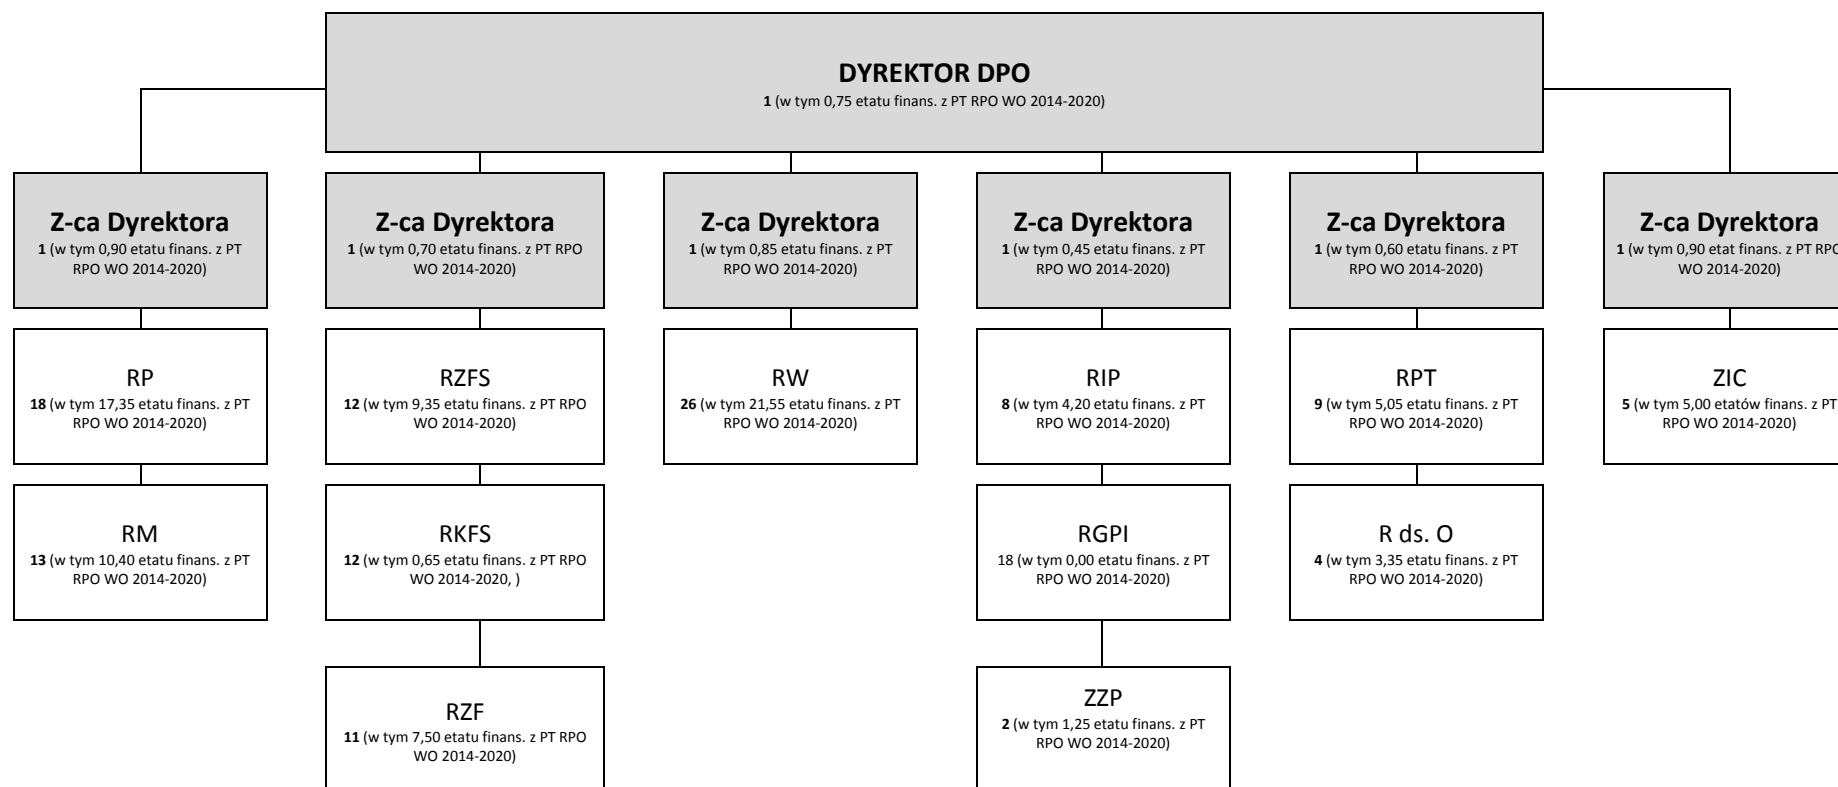 DYREKTOR DPO
1 (w tym 0,75 etatu finans. z PT RPO WO 2014-2020)
Z-ca Dyrektora
1 (w tym 0,90 etatu finans. z PT
RPO WO 2014-2020)
Z-ca Dyrektora
1 (w tym 0,70 etatu finans. z PT RPO
WO 2014-2020)
Z-ca Dyrektora
1 (w tym 0,85 etatu finans. z PT
RPO WO 2014-2020)
Z-ca Dyrektora
1 (w tym 0,45 etatu finans. z PT
RPO WO 2014-2020)
Z-ca Dyrektora
1 (w tym 0,60 etatu finans. z PT
RPO WO 2014-2020)
Z-ca Dyrektora
1 (w tym 0,90 etat finans. z PT RPO
WO 2014-2020)
RP
18 (w tym 17,35 etatu finans. z PT
RPO WO 2014-2020)
RZFS
12 (w tym 9,35 etatu finans. z PT RPO
WO 2014-2020)
RW
26 (w tym 21,55 etatu finans. z PT
RPO WO 2014-2020)
RIP
8 (w tym 4,20 etatu finans. z PT
RPO WO 2014-2020)
RPT
9 (w tym 5,05 etatu finans. z PT
RPO WO 2014-2020)
ZIC
5 (w tym 5,00 etatów finans. z PT
RPO WO 2014-2020)
RM
13 (w tym 10,40 etatu finans. z PT
RPO WO 2014-2020)
RKFS
12 (w tym 0,65 etatu finans. z PT RPO
WO 2014-2020, )
RGPI
18 (w tym 0,00 etatu finans. z PT
RPO WO 2014-2020)
R ds. O
4 (w tym 3,35 etatu finans. z PT
RPO WO 2014-2020)
RZF
11 (w tym 7,50 etatu finans. z PT RPO
WO 2014-2020)
ZZP
2 (w tym 1,25 etatu finans. z PT
RPO WO 2014-2020)